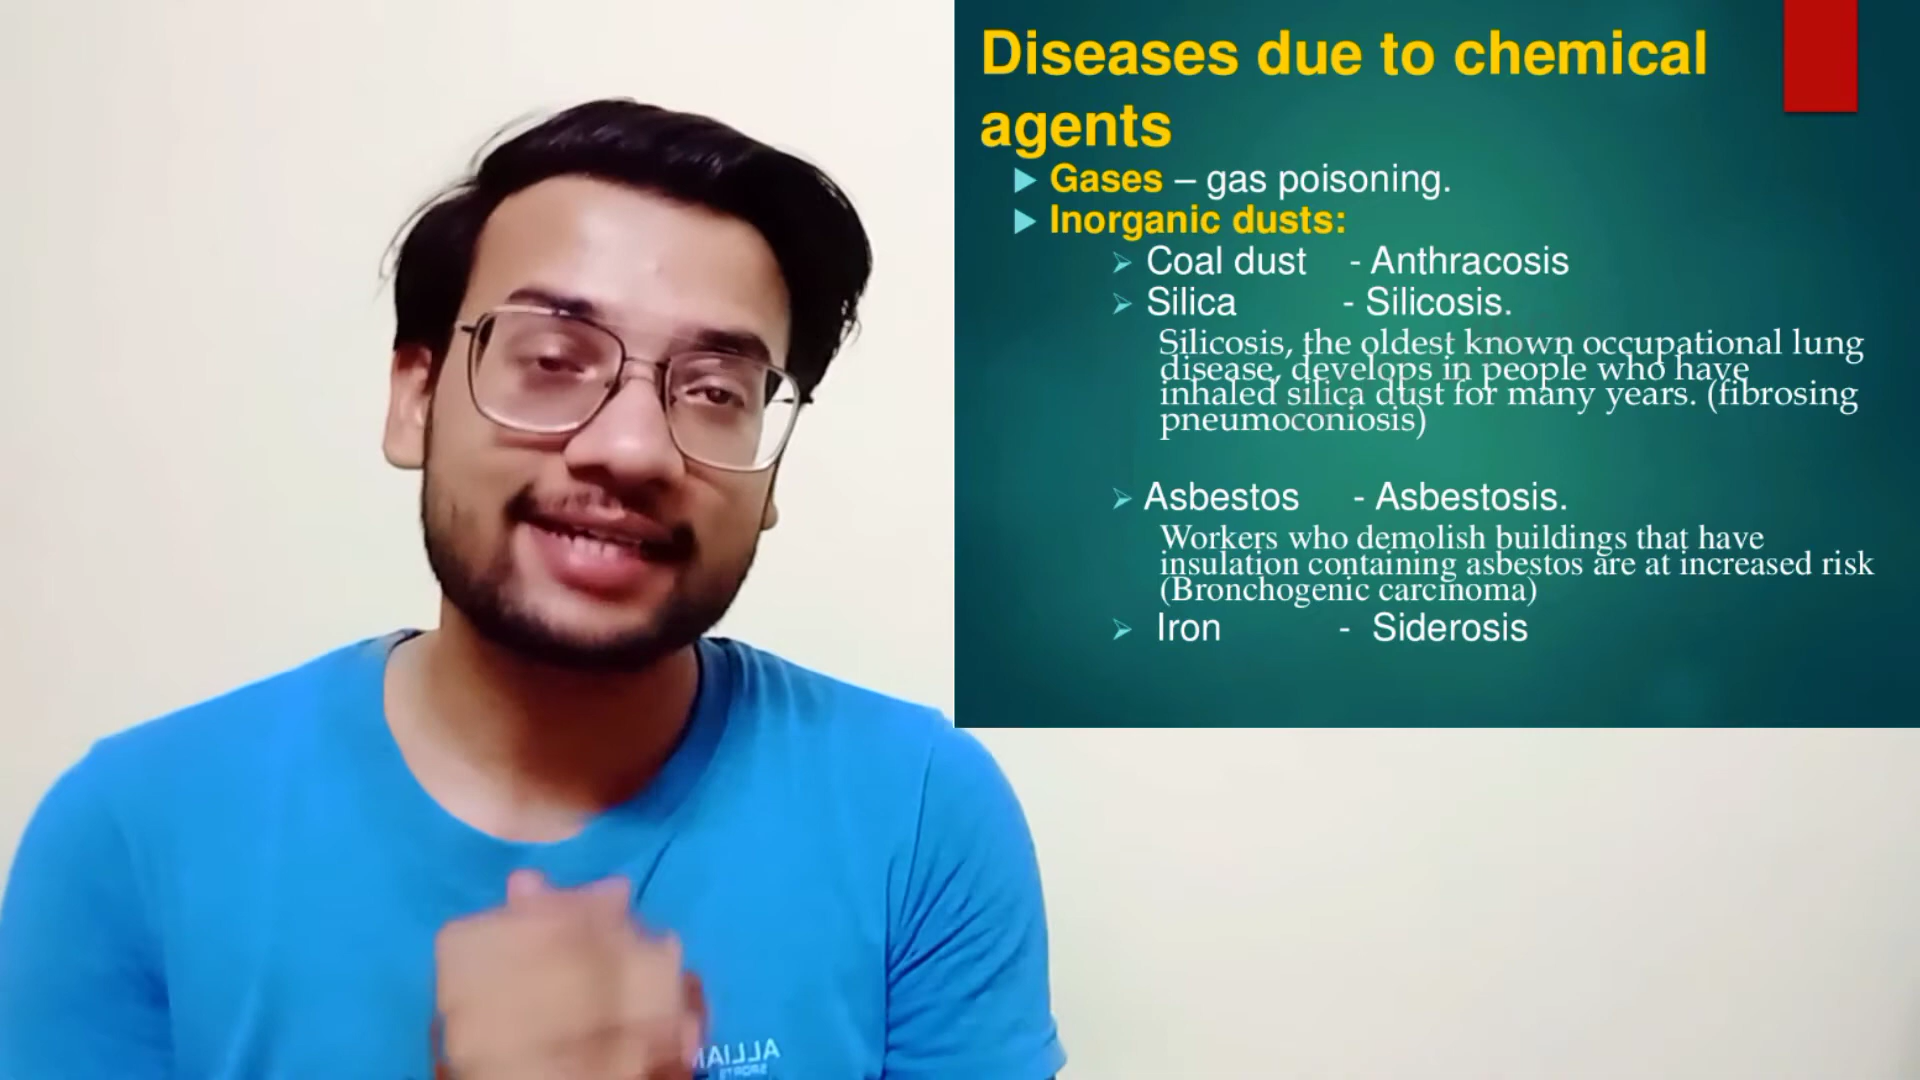 Diseases due to chemical
agents
Gases – gas poisoning.
Inorganic dusts:
Coal dust - Anthracosis
Silica - Silicosis.
Silicosis, the oldest known occupational lung
disease, develops in people who have
inhaled silica dust for many years. (fibrosing
pneumoconiosis)
Asbestos - Asbestosis.
Workers who demolish buildings that have
insulation containing asbestos are at increased risk
(Bronchogenic carcinoma)
Iron - Siderosis
SPORTS